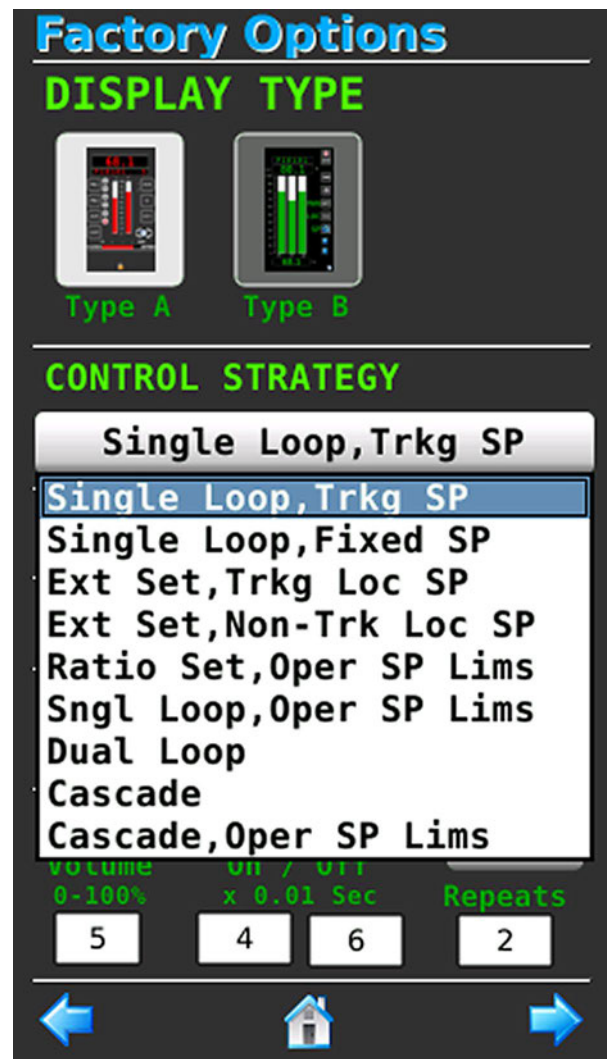 Factory Options
DISPLAY TYPE
Type A
Type B
CONTROL STRATEGY
Single Loop,Trkg SP
Single Loop,Trkg SP
Single Loop,Fixed SP
Ext Set,Trkg Loc SP
Ext Set,Non-Trk Loc SP
Ratio Set,Oper SP Lims
Sngl Loop,Oper SP Lims
Dual Loop
Cascade
Cascade,Oper SP Lims
Volume On / Off
0-100% x 0.01 Sec Repeats
5 4 6 2